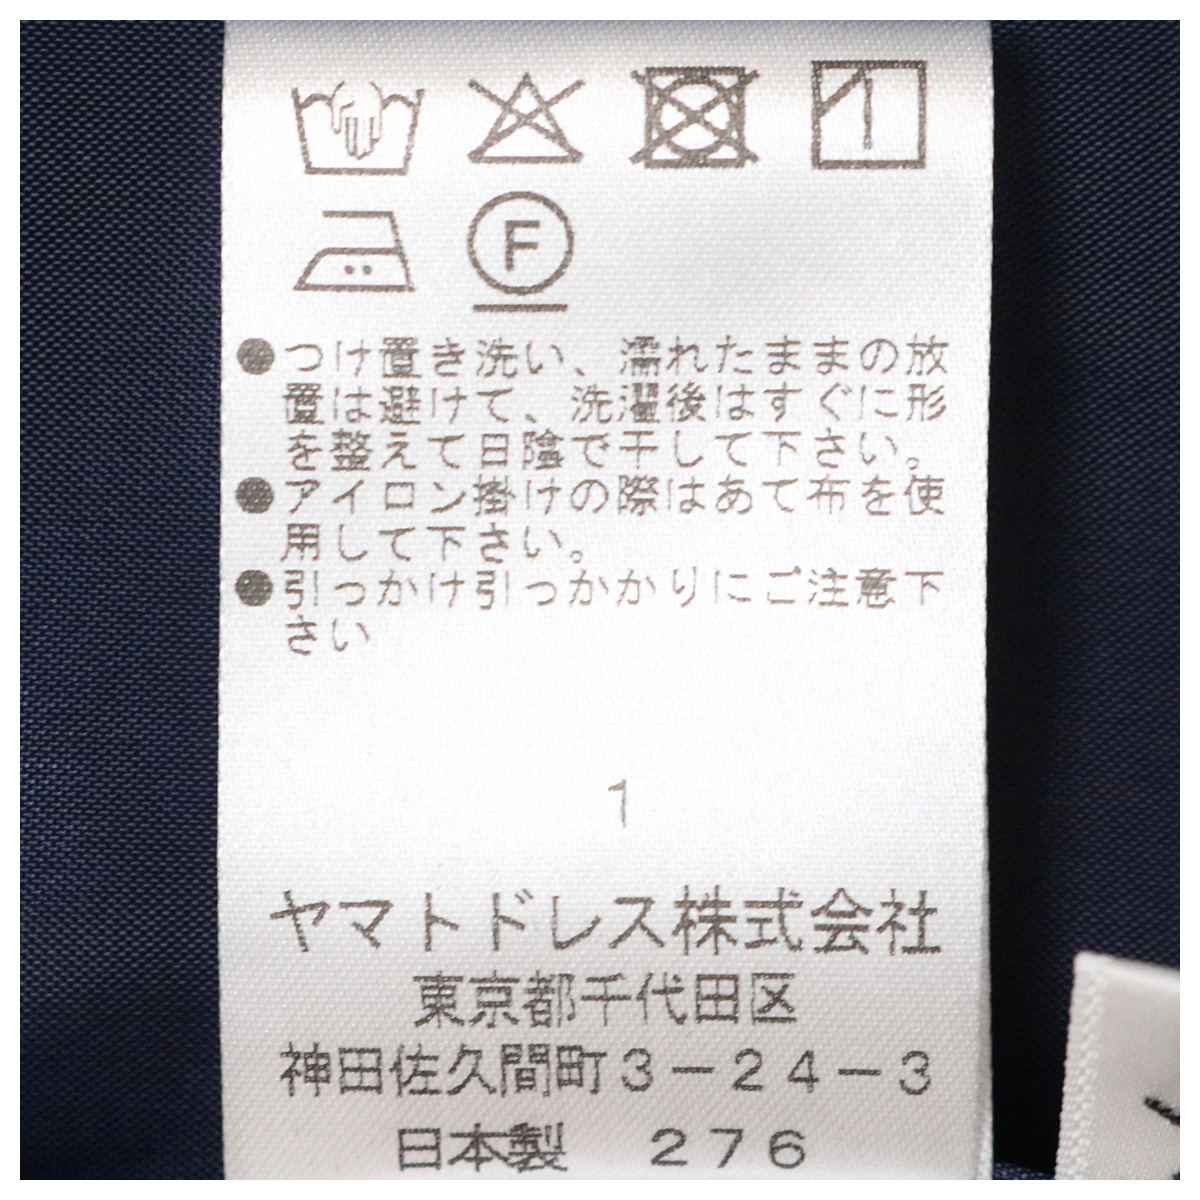 F
●つけ置き洗い、濡れたままの放
置は避けて、洗濯後はすぐに形
を整えて日陰で干して下さい。
●アイロン掛けの際はあて布を使
用して下さい。
●引っかけ引っかかりにご注意下
さい
1
ヤマトドレス株式会社
東京都千代田区
神田佐久間町3-24-3
日本製 276